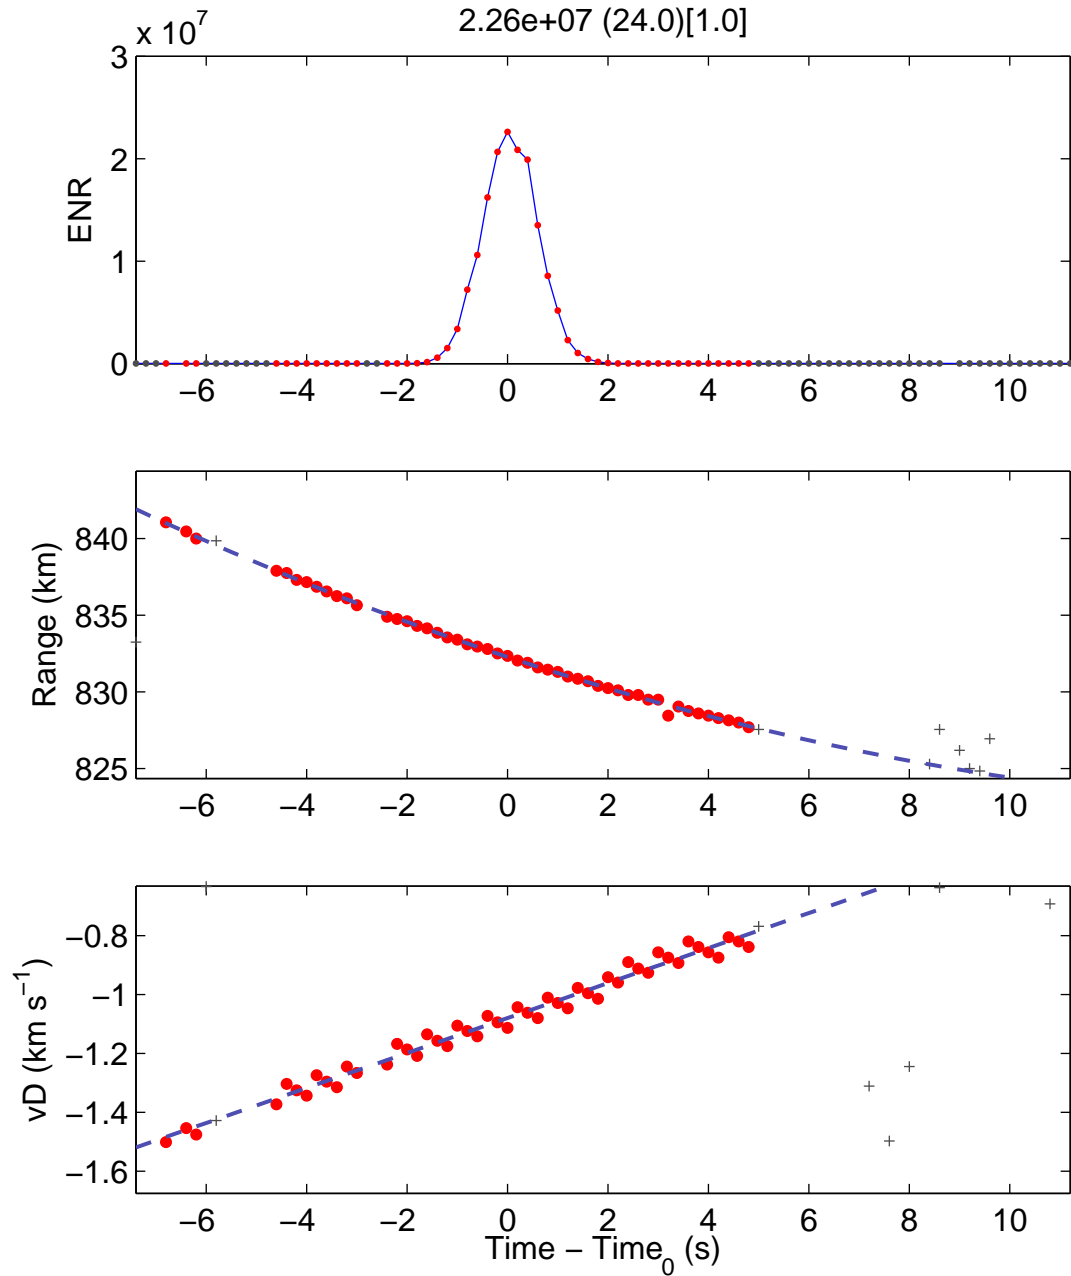 2.26e+07 (24.0)[1.0]
x 10⁷
3
2
1
0
ENR
−6 −4 −2 0 2 4 6 8 10
840
835
830
825
Range (km)
−6 −4 −2 0 2 4 6 8 10
−0.8
−1
−1.2
−1.4
−1.6
vD (km s⁻¹)
−6 −4 −2 0 2 4 6 8 10
Time − Time₀ (s)